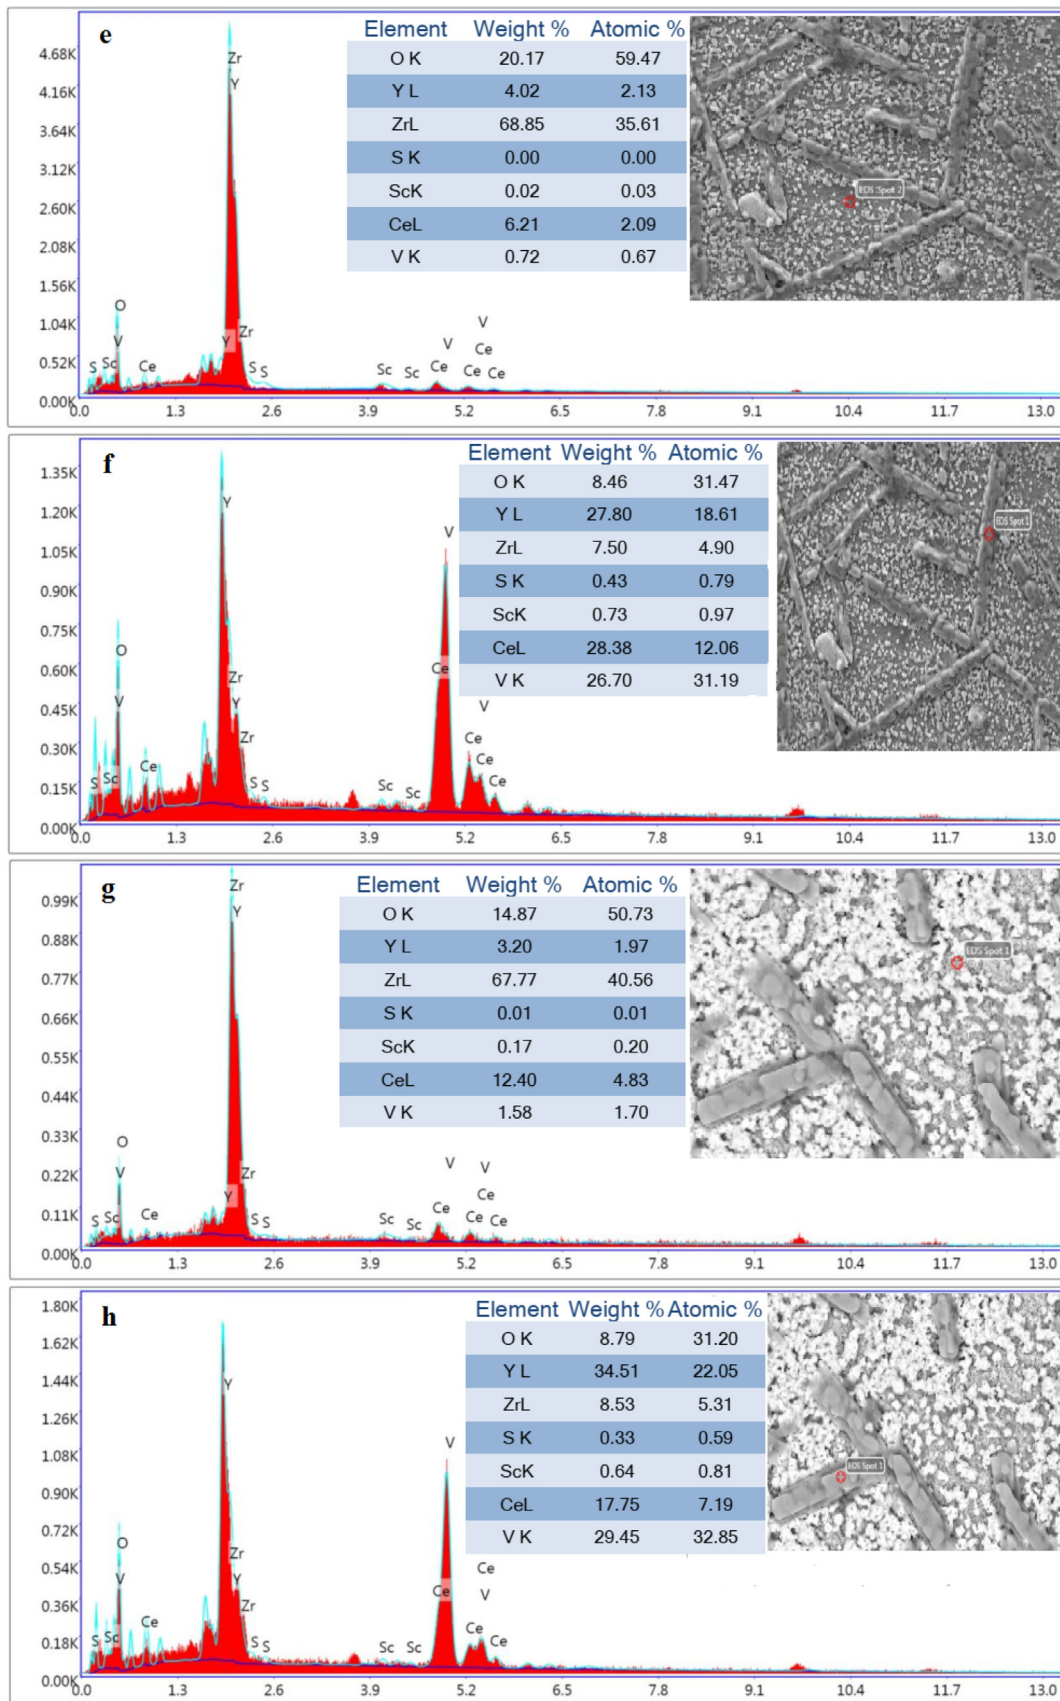 e
Element Weight % Atomic %
O K 20.17 59.47
Y L 4.02 2.13
ZrL 68.85 35.61
S K 0.00 0.00
ScK 0.02 0.03
CeL 6.21 2.09
V K 0.72 0.67
EDS Spot 2
4.68K
4.16K
3.64K
3.12K
2.60K
2.08K
1.56K
1.04K
0.52K
0.00K
Zr
Y
O
V
S Sc Ce
Y Zr
S S
Sc Sc
V V
Ce Ce
Ce Ce
0.0 1.3 2.6 3.9 5.2 6.5 7.8 9.1 10.4 11.7 13.0
f
Element Weight % Atomic %
O K 8.46 31.47
Y L 27.80 18.61
ZrL 7.50 4.90
S K 0.43 0.79
ScK 0.73 0.97
CeL 28.38 12.06
V K 26.70 31.19
EDS Spot 1
1.35K
1.20K
1.05K
0.90K
0.75K
0.60K
0.45K
0.30K
0.15K
0.00K
Y
V
O
V
S Sc Ce
Zr
Y
Zr
S S
Sc Sc
Ce V
Ce Ce
Ce
0.0 1.3 2.6 3.9 5.2 6.5 7.8 9.1 10.4 11.7 13.0
g
Element Weight % Atomic %
O K 14.87 50.73
Y L 3.20 1.97
ZrL 67.77 40.56
S K 0.01 0.01
ScK 0.17 0.20
CeL 12.40 4.83
V K 1.58 1.70
EDS Spot 1
0.99K
0.88K
0.77K
0.66K
0.55K
0.44K
0.33K
0.22K
0.11K
0.00K
Zr
Y
O
V
S Sc Ce
Y Zr
S S
Sc Sc
V V
Ce Ce
Ce Ce
0.0 1.3 2.6 3.9 5.2 6.5 7.8 9.1 10.4 11.7 13.0
h
Element Weight % Atomic %
O K 8.79 31.20
Y L 34.51 22.05
ZrL 8.53 5.31
S K 0.33 0.59
ScK 0.64 0.81
CeL 17.75 7.19
V K 29.45 32.85
EDS Spot 1
1.80K
1.62K
1.44K
1.26K
1.08K
0.90K
0.72K
0.54K
0.36K
0.18K
0.00K
Y
V
O
V
S Sc Ce
Zr
Y
Zr
S S
Sc Sc
Ce
Ce V
Ce Ce
0.0 1.3 2.6 3.9 5.2 6.5 7.8 9.1 10.4 11.7 13.0